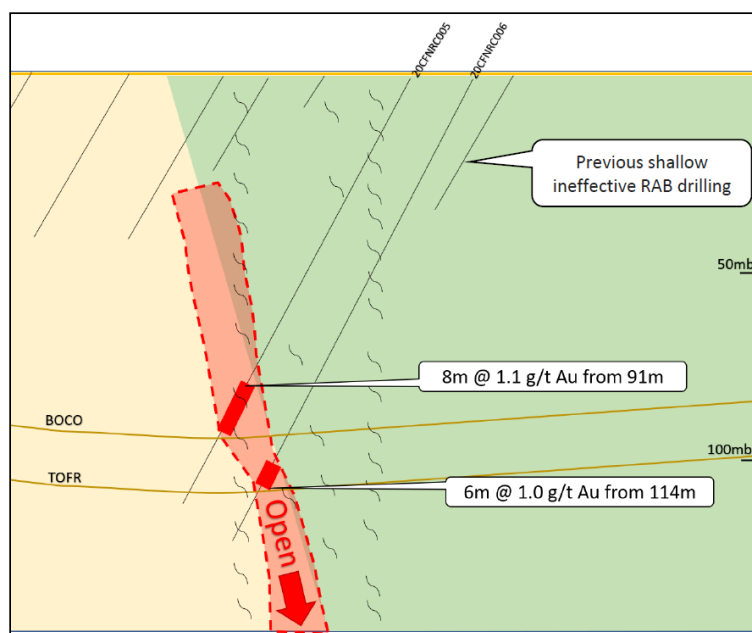 20CFNRC005
20CFNRC006
Previous shallow
ineffective RAB drilling
50mb
8m @ 1.1 g/t Au from 91m
BOCO
100mb
TOFR
6m @ 1.0 g/t Au from 114m
Open